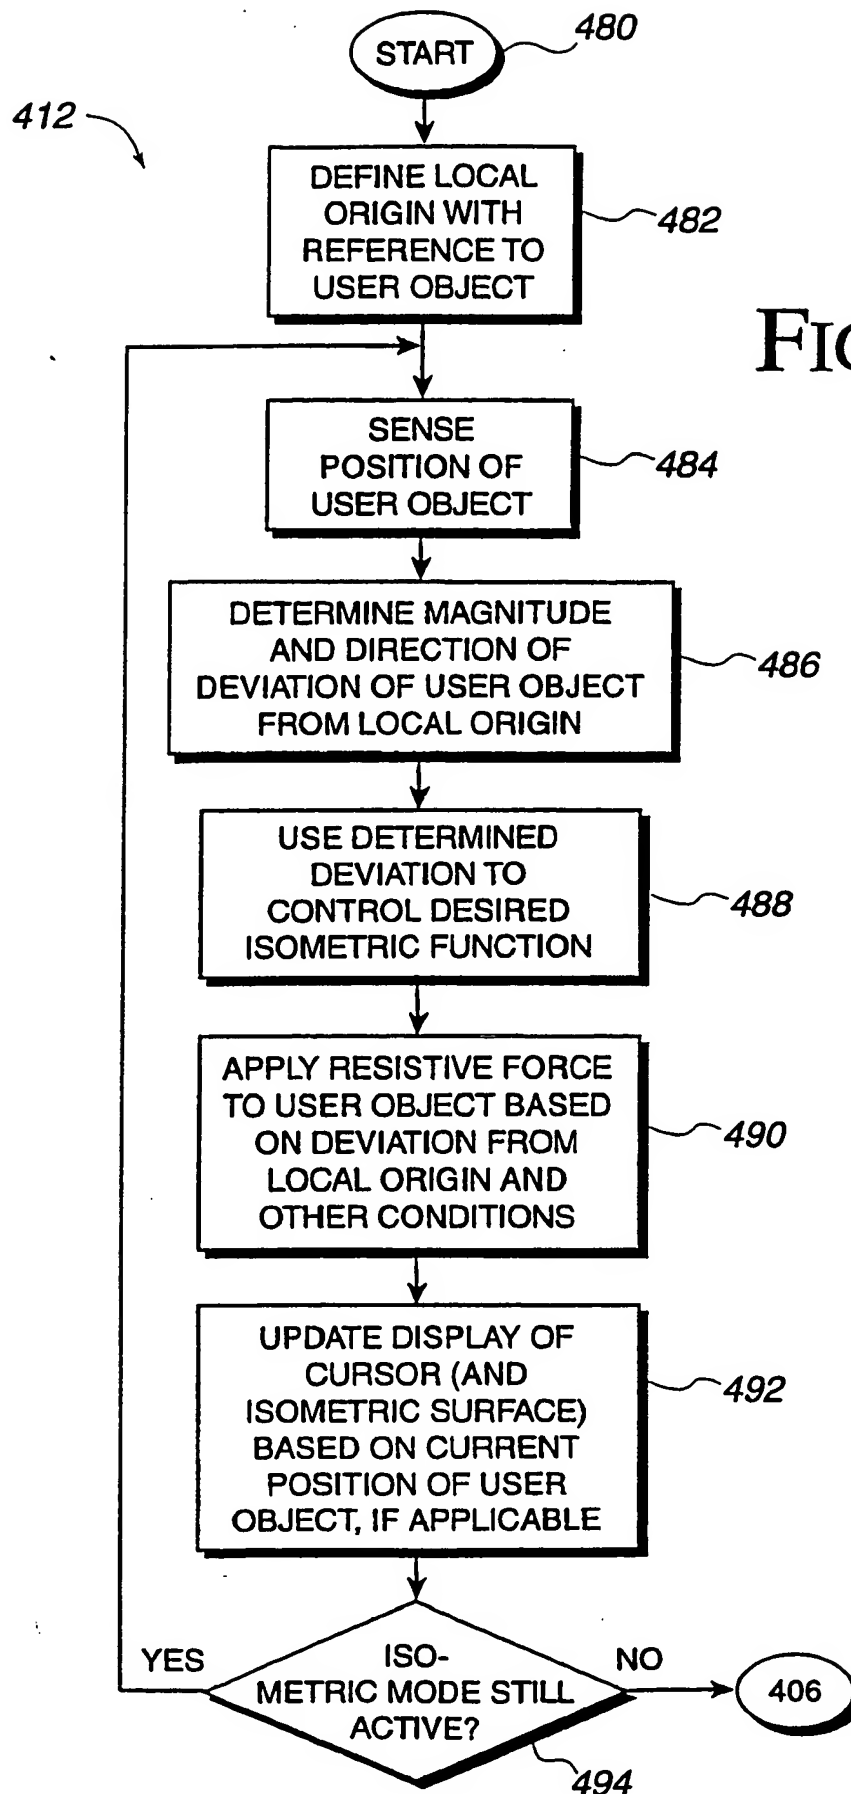 START
480
412
DEFINE LOCAL
ORIGIN WITH
REFERENCE TO
USER OBJECT
482
SENSE
POSITION OF
USER OBJECT
484
DETERMINE MAGNITUDE
AND DIRECTION OF
DEVIATION OF USER OBJECT
FROM LOCAL ORIGIN
486
USE DETERMINED
DEVIATION TO
CONTROL DESIRED
ISOMETRIC FUNCTION
488
APPLY RESISTIVE FORCE
TO USER OBJECT BASED
ON DEVIATION FROM
LOCAL ORIGIN AND
OTHER CONDITIONS
490
UPDATE DISPLAY OF
CURSOR (AND
ISOMETRIC SURFACE)
BASED ON CURRENT
POSITION OF USER
OBJECT, IF APPLICABLE
492
YES
ISO-
METRIC MODE STILL
ACTIVE?
NO
406
494